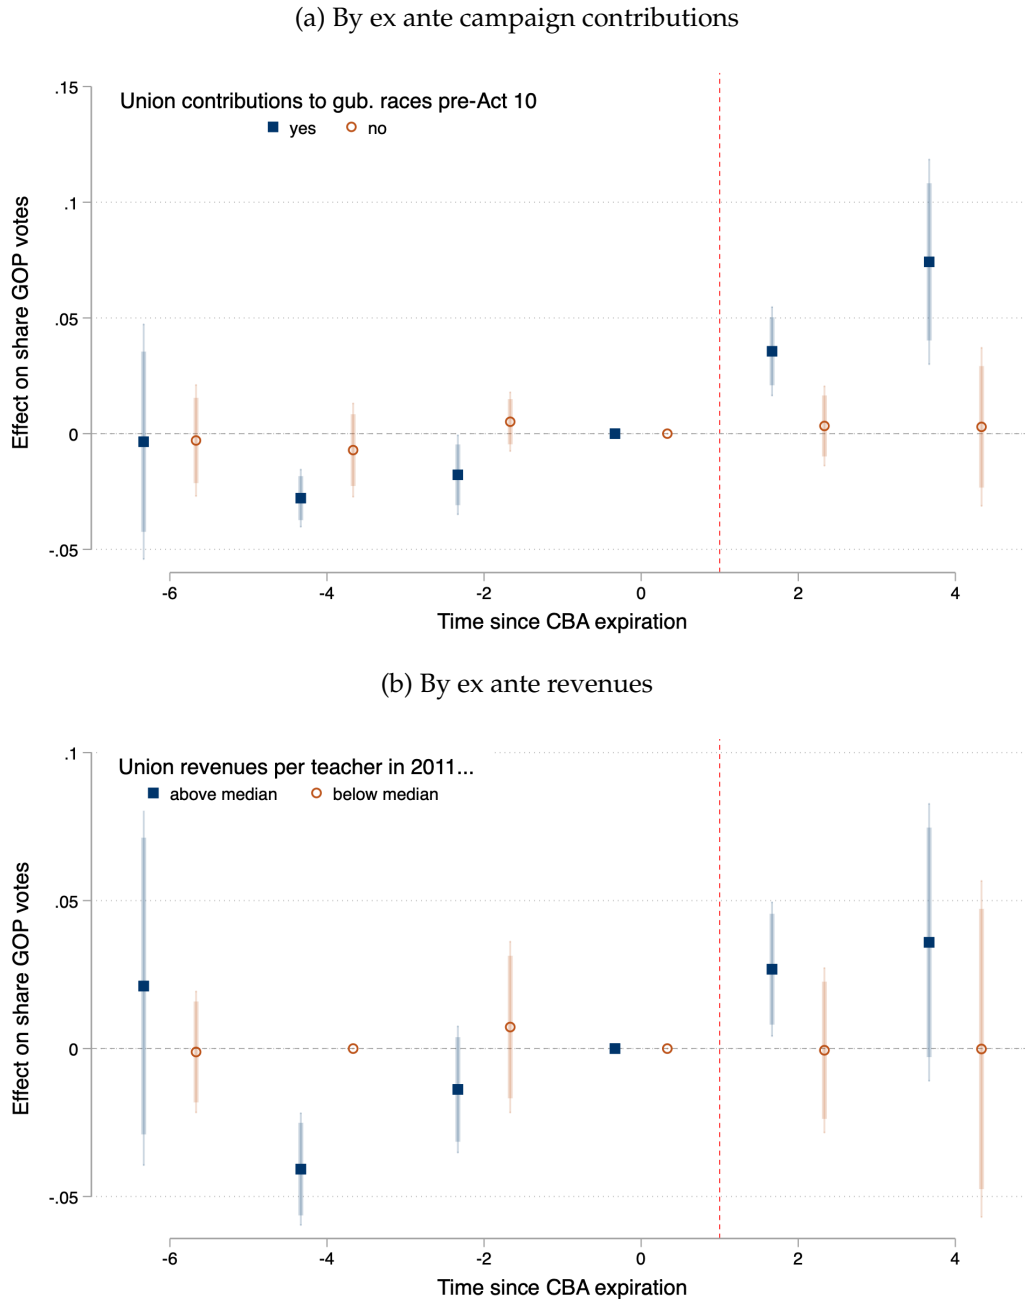 (a) By ex ante campaign contributions
Union contributions to gub. races pre-Act 10
yes no
Effect on share GOP votes
.15
.1
.05
0
-.05
-6 -4 -2 0 2 4
Time since CBA expiration
(b) By ex ante revenues
Union revenues per teacher in 2011...
above median below median
Effect on share GOP votes
.1
.05
0
-.05
-6 -4 -2 0 2 4
Time since CBA expiration